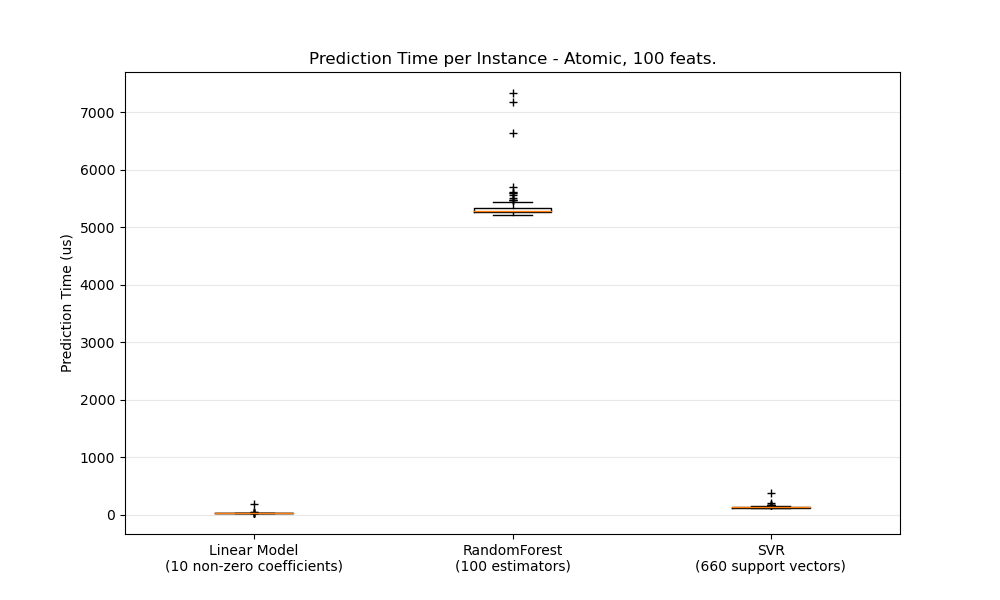 Prediction Time per Instance - Atomic, 100 feats.
Prediction Time (us)
7000
6000
5000
4000
3000
2000
1000
0
Linear Model
(10 non-zero coefficients)
RandomForest
(100 estimators)
SVR
(660 support vectors)